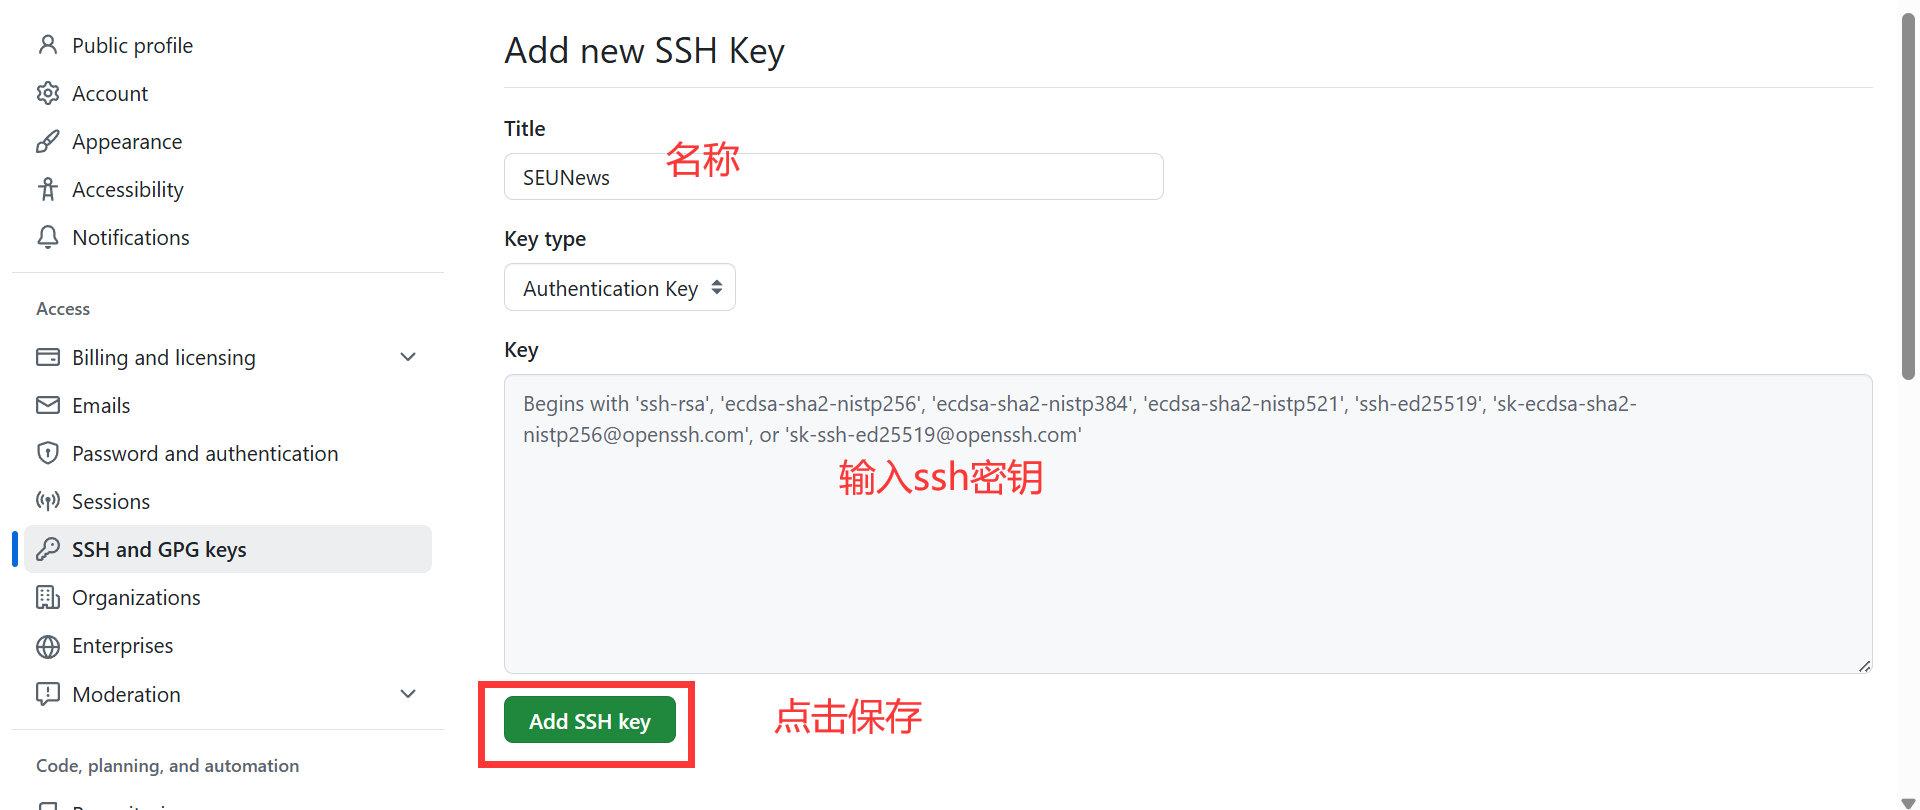 Public profile
Account
Appearance
Accessibility
Notifications
Access
Billing and licensing
Emails
Password and authentication
Sessions
SSH and GPG keys
Organizations
Enterprises
Moderation
Code, planning, and automation
Add new SSH Key
Title
名称
SEUNews
Key type
Authentication Key
Key
Begins with 'ssh-rsa', 'ecdsa-sha2-nistp256', 'ecdsa-sha2-nistp384', 'ecdsa-sha2-nistp521', 'ssh-ed25519', 'sk-ecdsa-sha2-
nistp256@openssh.com', or 'sk-ssh-ed25519@openssh.com'
输入ssh密钥
Add SSH key
点击保存